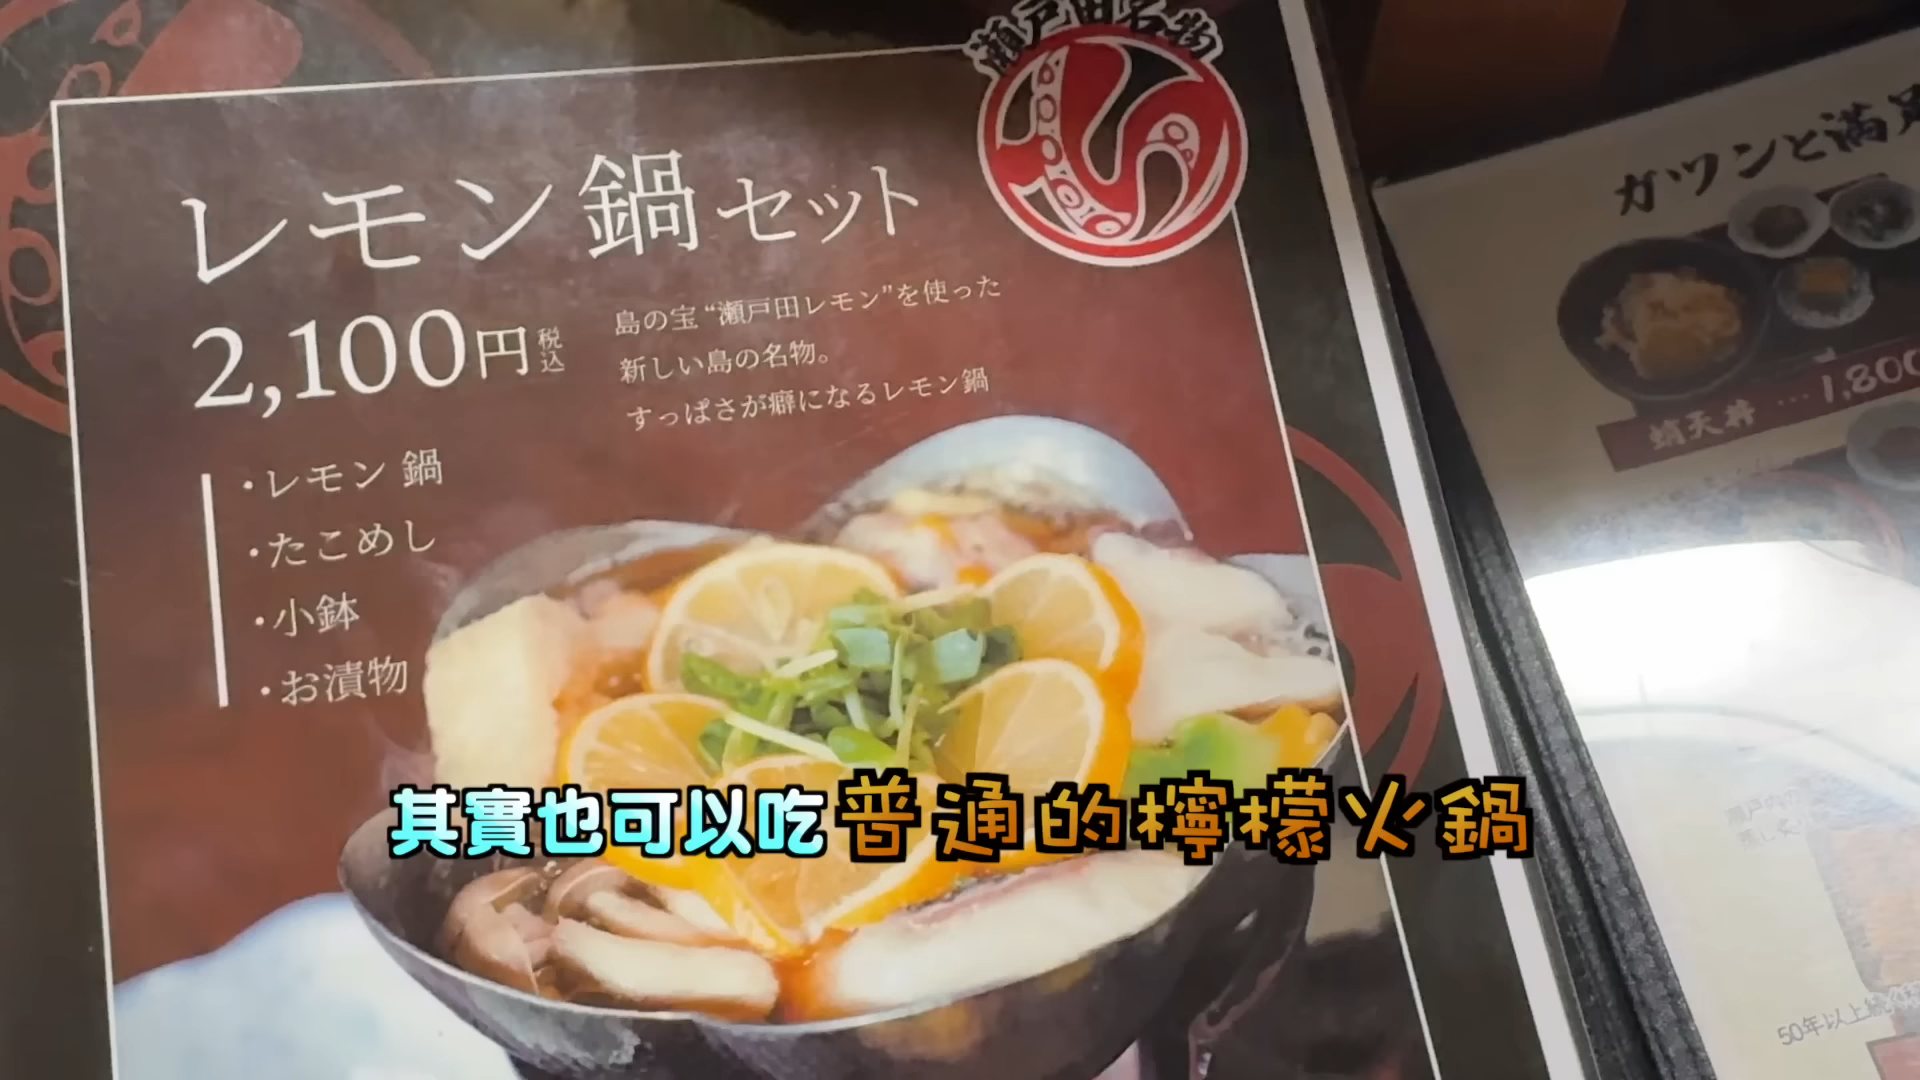 瀬戸田名物
レモン鍋セット
2,100円税込
島の宝“瀬戸田レモン”を使った
新しい島の名物。
すっぱさが癖になるレモン鍋
・レモン鍋
・たこめし
・小鉢
・お漬物
其實也可以吃普通的檸檬火鍋
ガツンと満足
蛸天丼…1,800
50年以上続く